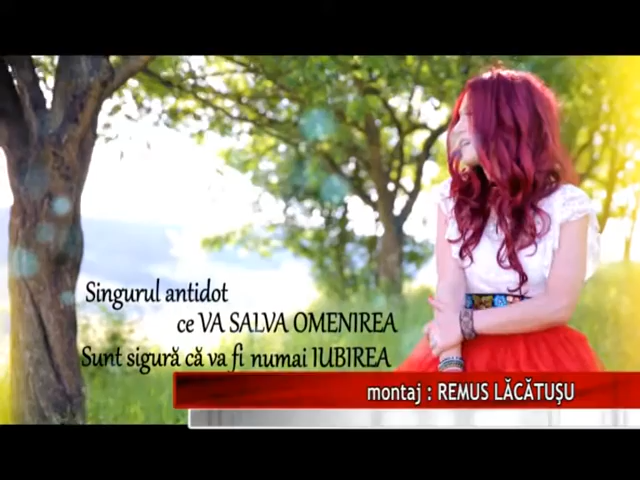 Singurul antidot
ce VA SALVA OMENIREA
Sunt sigură că va fi numai IUBIREA
montaj : REMUS LĂCĂTUŞU